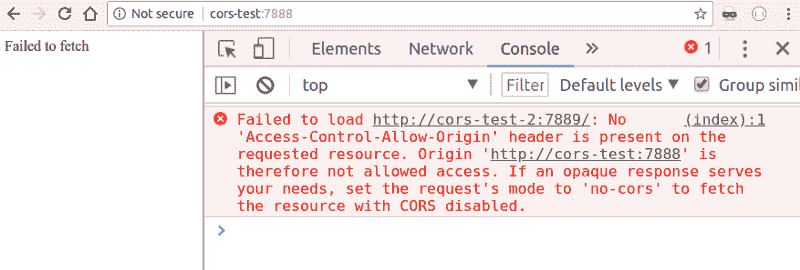 Not secure | cors-test:7888
Failed to fetch
Elements Network Console » 1
top Filter Default levels ▼ Group simil
Failed to load http://cors-test-2:7889/: No (index):1
'Access-Control-Allow-Origin' header is present on the
requested resource. Origin 'http://cors-test:7888' is
therefore not allowed access. If an opaque response serves
your needs, set the request's mode to 'no-cors' to fetch
the resource with CORS disabled.